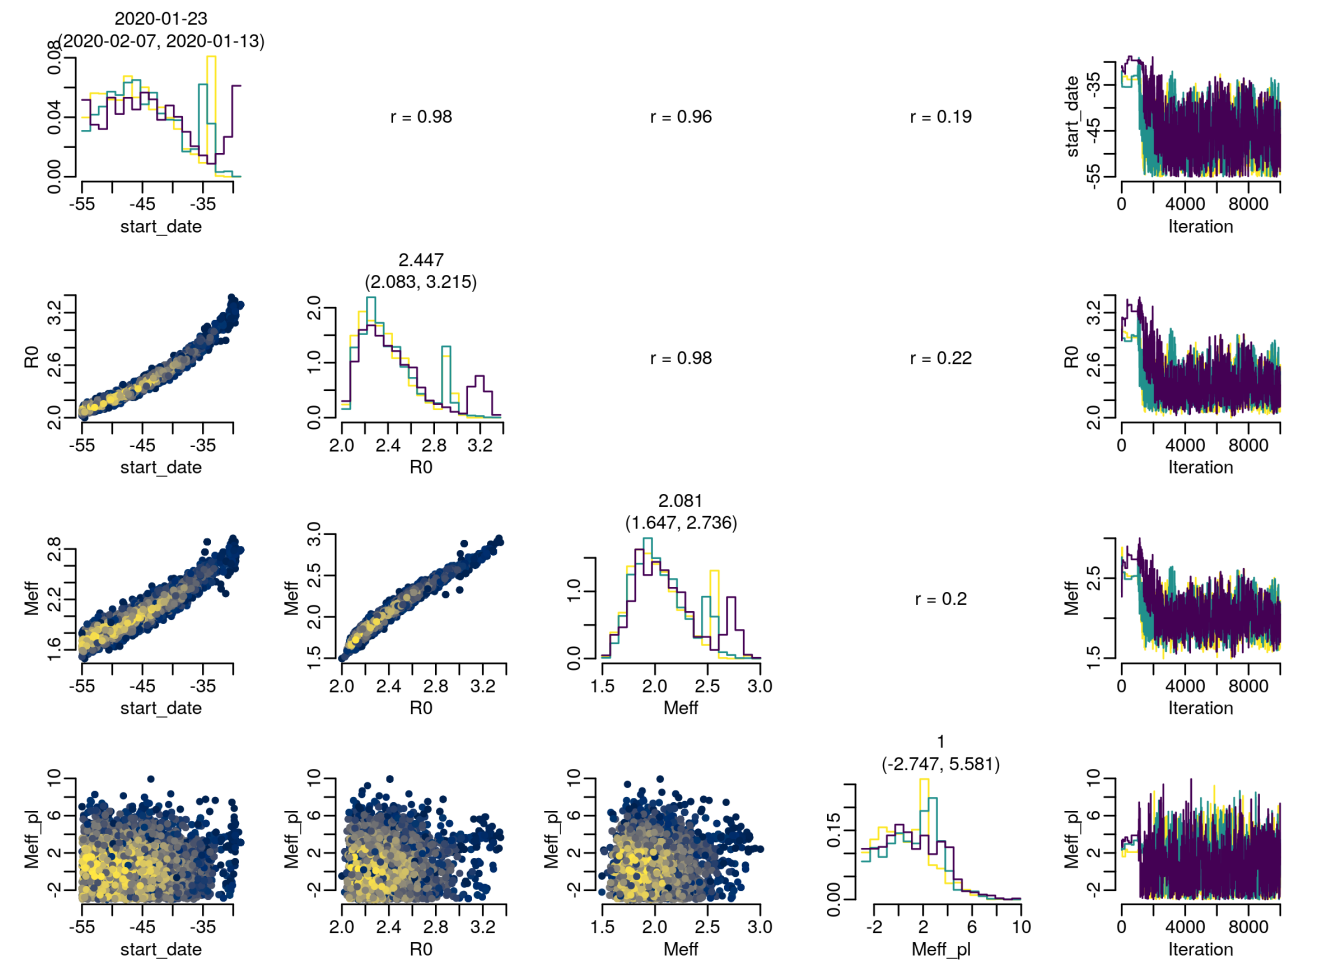 2020-01-23
(2020-02-07, 2020-01-13)
0.00 0.04 0.08
-55 -45 -35
start_date
r = 0.98
r = 0.96
r = 0.19
start_date
-55 -45 -35
0 4000 8000
Iteration
R0
2.0 2.6 3.2
-55 -45 -35
start_date
2.447
(2.083, 3.215)
0.0 1.0 2.0
2.0 2.4 2.8 3.2
R0
r = 0.98
r = 0.22
R0
2.0 2.6 3.2
0 4000 8000
Iteration
Meff
1.6 2.2 2.8
-55 -45 -35
start_date
Meff
1.5 2.0 2.5 3.0
2.0 2.4 2.8 3.2
R0
2.081
(1.647, 2.736)
0.0 1.0
1.5 2.0 2.5 3.0
Meff
r = 0.2
Meff
1.5 2.5
0 4000 8000
Iteration
Meff_pl
-2 2 6 10
-55 -45 -35
start_date
Meff_pl
-2 2 6 10
2.0 2.4 2.8 3.2
R0
Meff_pl
-2 2 6 10
1.5 2.0 2.5 3.0
Meff
1
(-2.747, 5.581)
0.00 0.15
-2 2 6 10
Meff_pl
Meff_pl
-2 2 6 10
0 4000 8000
Iteration